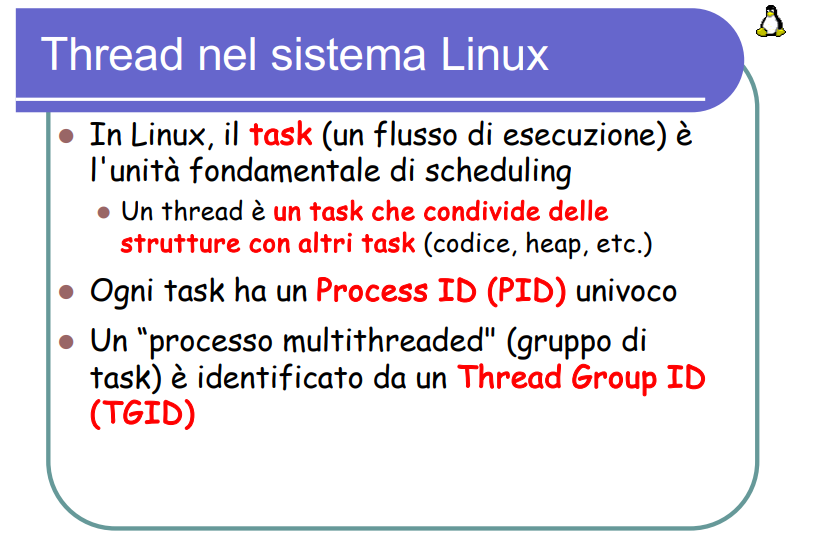 Thread nel sistema Linux
In Linux, il task (un flusso di esecuzione) è
l'unità fondamentale di scheduling
Un thread è un task che condivide delle
strutture con altri task (codice, heap, etc.)
Ogni task ha un Process ID (PID) univoco
Un “processo multithreaded" (gruppo di
task) è identificato da un Thread Group ID
(TGID)